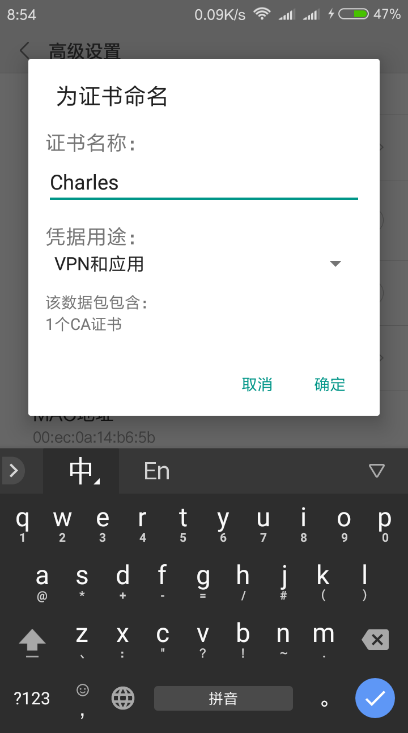 8:54 0.09K/s 47%
高级设置
为证书命名
证书名称：
Charles
凭据用途：
VPN和应用
该数据包包含：
1个CA证书
取消 确定
MAC地址
00:ec:0a:14:b6:5b
中 En
q w e r t y u i o p
1 2 3 4 5 6 7 8 9 0
a s d f g h j k l
@ * + - = / # ( )
z x c v b n m
、 : " ? ! ~ .
?123 , 拼音 。